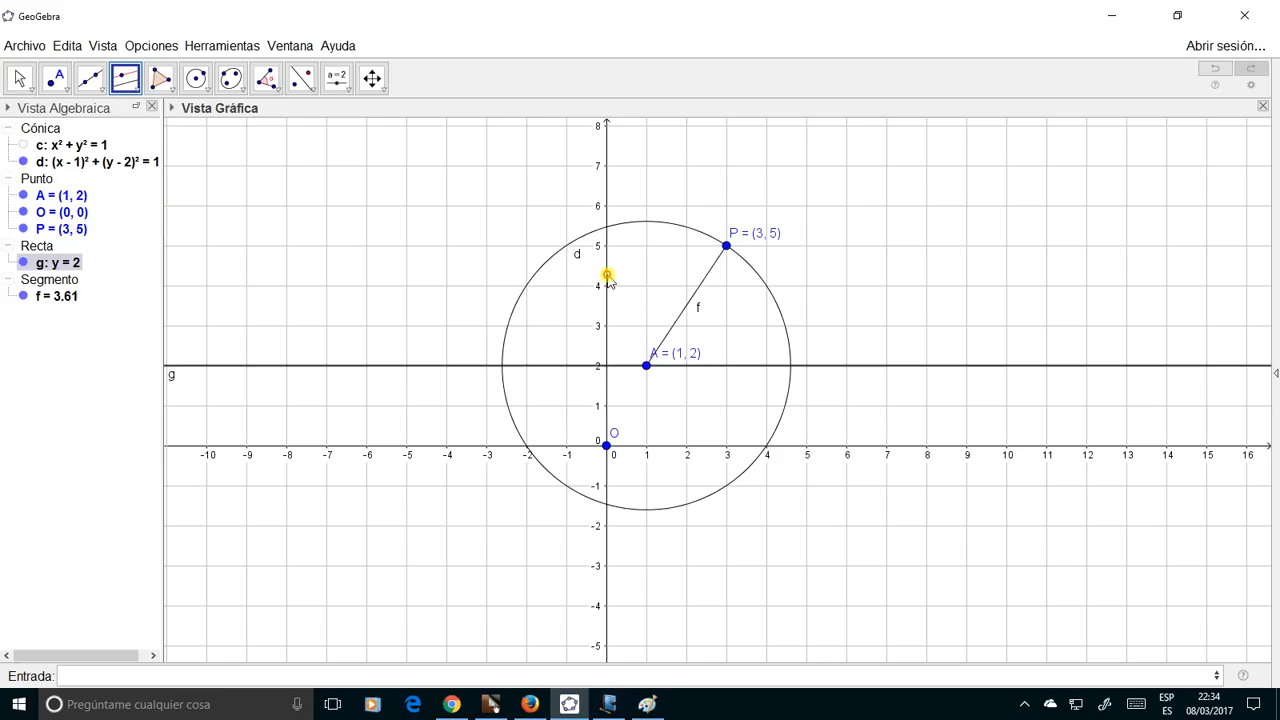 GeoGebra
Archivo Edita Vista Opciones Herramientas Ventana Ayuda
Abrir sesión...
A
a=2
Vista Algebraica
Vista Gráfica
Cónica
c: x² + y² = 1
d: (x - 1)² + (y - 2)² = 1
Punto
A = (1, 2)
O = (0, 0)
P = (3, 5)
Recta
g: y = 2
Segmento
f = 3.61
8
7
6
5
4
3
2
1
0
-1
-2
-3
-4
-5
P = (3, 5)
d
f
A = (1, 2)
g
O
-10 -9 -8 -7 -6 -5 -4 -3 -2 -1 0 1 2 3 4 5 6 7 8 9 10 11 12 13 14 15 16
Entrada:
Pregúntame cualquier cosa
ESP
ES
22:34
08/03/2017